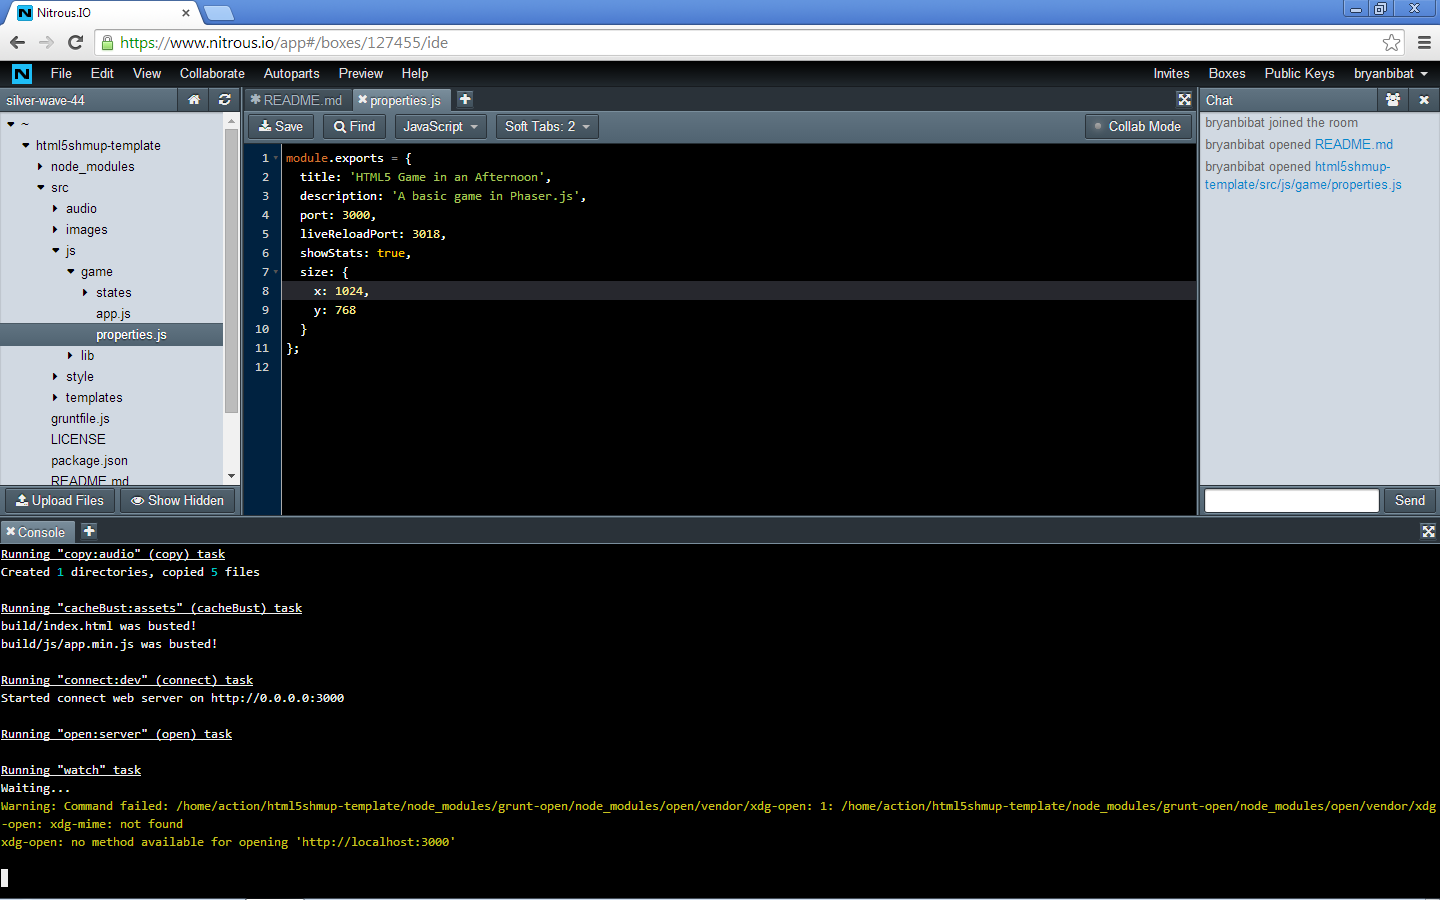 Nitrous.IO
https://www.nitrous.io/app#/boxes/127455/ide
N File Edit View Collaborate Autoparts Preview Help Invites Boxes Public Keys bryanbibat
silver-wave-44
~
html5shmup-template
node_modules
src
audio
images
js
game
states
app.js
properties.js
lib
style
templates
gruntfile.js
LICENSE
package.json
README.md
Upload Files Show Hidden
README.md properties.js
Save Find JavaScript Soft Tabs: 2 Collab Mode
1 module.exports = {
2 title: 'HTML5 Game in an Afternoon',
3 description: 'A basic game in Phaser.js',
4 port: 3000,
5 liveReloadPort: 3018,
6 showStats: true,
7 size: {
8 x: 1024,
9 y: 768
10 }
11 };
12
Chat
bryanbibat joined the room
bryanbibat opened README.md
bryanbibat opened html5shmup-
template/src/js/game/properties.js
Send
Console
Running "copy:audio" (copy) task
Created 1 directories, copied 5 files
Running "cacheBust:assets" (cacheBust) task
build/index.html was busted!
build/js/app.min.js was busted!
Running "connect:dev" (connect) task
Started connect web server on http://0.0.0.0:3000
Running "open:server" (open) task
Running "watch" task
Waiting...
Warning: Command failed: /home/action/html5shmup-template/node_modules/grunt-open/node_modules/open/vendor/xdg-open: 1: /home/action/html5shmup-template/node_modules/grunt-open/node_modules/open/vendor/xdg
-open: xdg-mime: not found
xdg-open: no method available for opening 'http://localhost:3000'